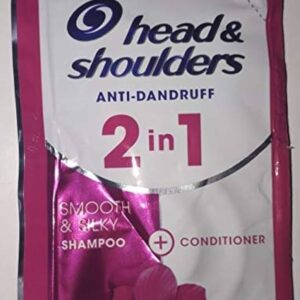 head &
shoulders
ANTI-DANDRUFF
2 in 1
SMOOTH
& SILKY
SHAMPOO + CONDITIONER